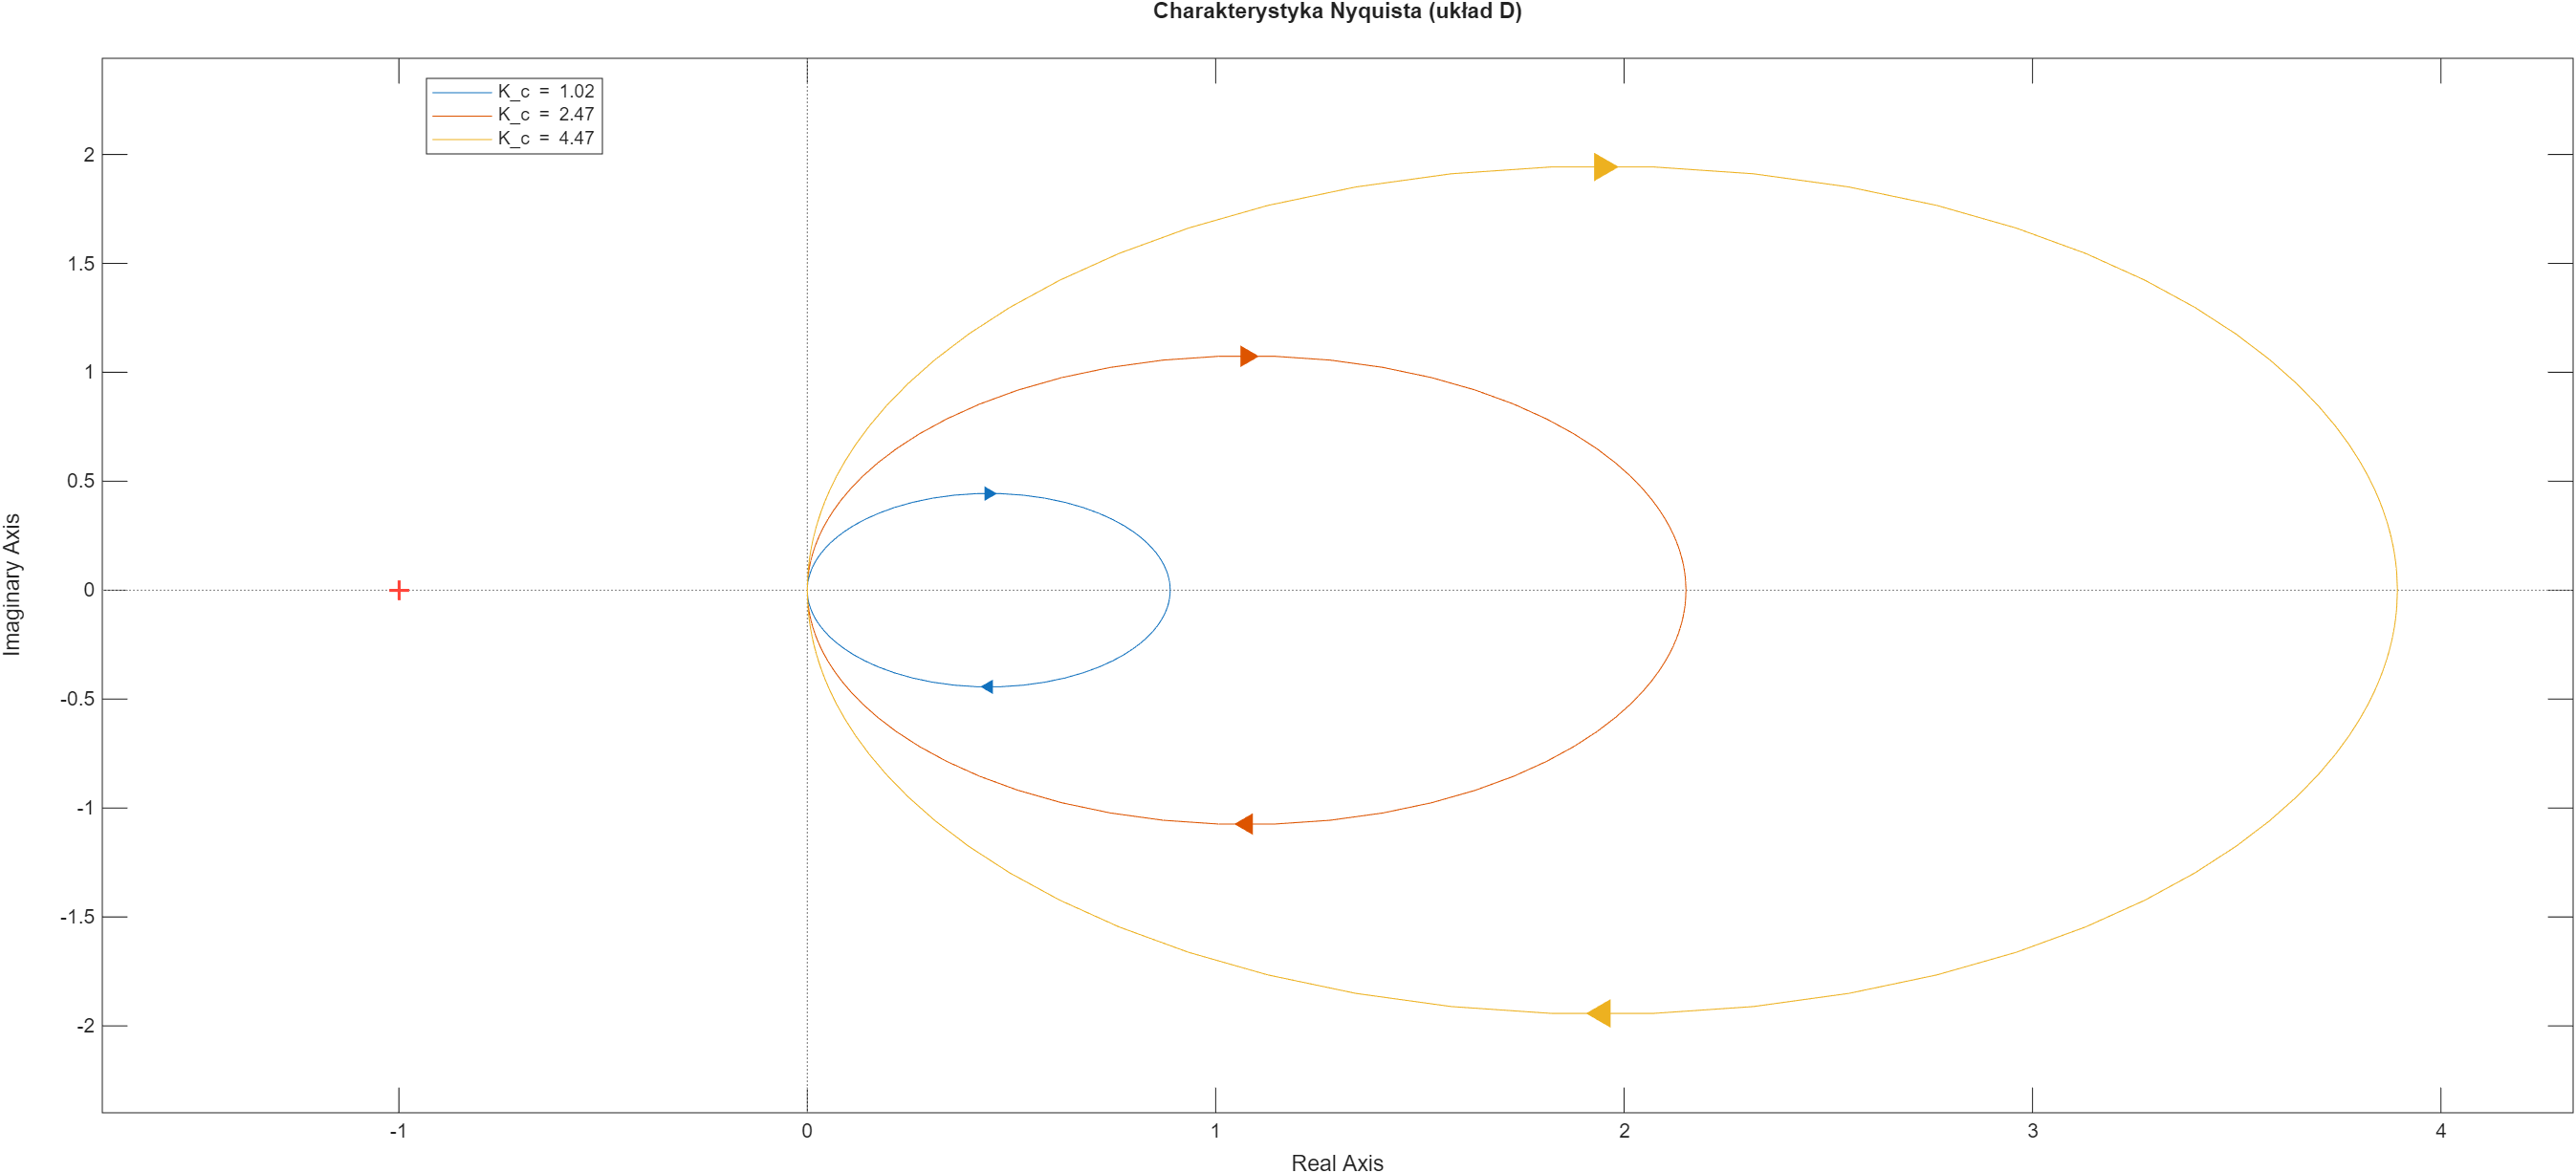 Charakterystyka Nyquista (układ D)
K_c = 1.02
K_c = 2.47
K_c = 4.47
2
1.5
1
0.5
0
-0.5
-1
-1.5
-2
Imaginary Axis
-1 0 1 2 3 4
Real Axis